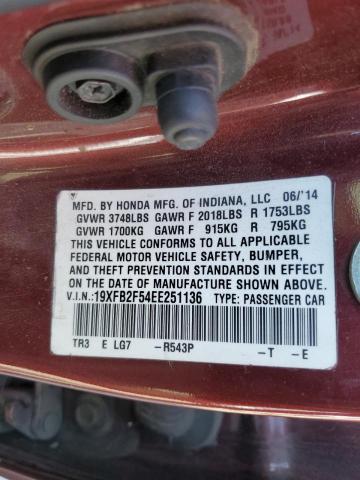 MFD. BY HONDA MFG. OF INDIANA, LLC 06/'14
GVWR 3748LBS GAWR F 2018LBS R 1753LBS
GVWR 1700KG GAWR F 915KG R 795KG
THIS VEHICLE CONFORMS TO ALL APPLICABLE
FEDERAL MOTOR VEHICLE SAFETY, BUMPER,
AND THEFT PREVENTION STANDARDS IN EFFECT
ON THE DATE OF MANUFACTURE SHOWN ABOVE.
V.I.N.: 19XFB2F54EE251136 TYPE: PASSENGER CAR
TR3 E LG7 -R543P -T -E